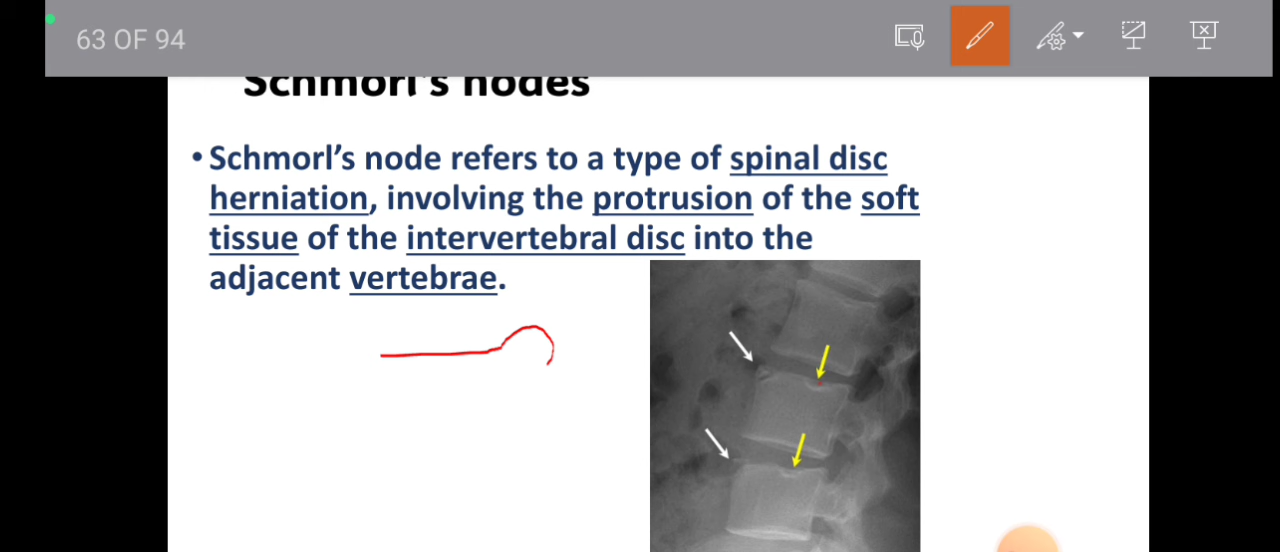 63 OF 94
Schmorl's nodes
• Schmorl’s node refers to a type of spinal disc
herniation, involving the protrusion of the soft
tissue of the intervertebral disc into the
adjacent vertebrae.